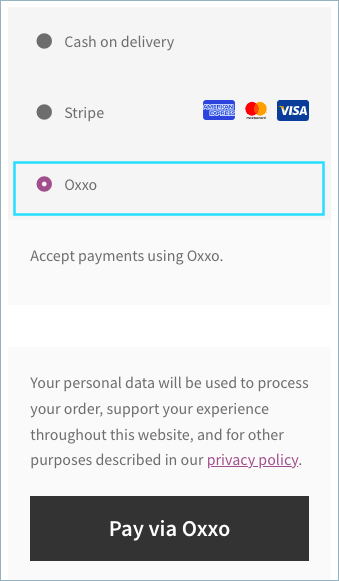 Cash on delivery
Stripe
AMERICAN
EXPRESS
VISA
Oxxo
Accept payments using Oxxo.
Your personal data will be used to process
your order, support your experience
throughout this website, and for other
purposes described in our privacy policy.
Pay via Oxxo